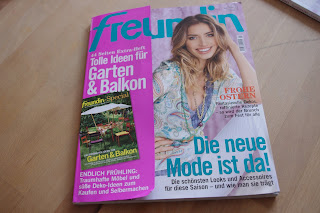 freundin
Seiten Extra-Heft
Tolle Ideen für
Garten
& Balkon
Freundin-Special
Garten & Balkon
ENDLICH FRÜHLING:
Traumhafte Möbel und
süße Deko-Ideen zum
Kaufen und Selbermachen
FROHE
OSTERN
Die neue
Mode ist da!
Die schönsten Looks und Accessoires
für diese Saison – und wie man sie trägt!